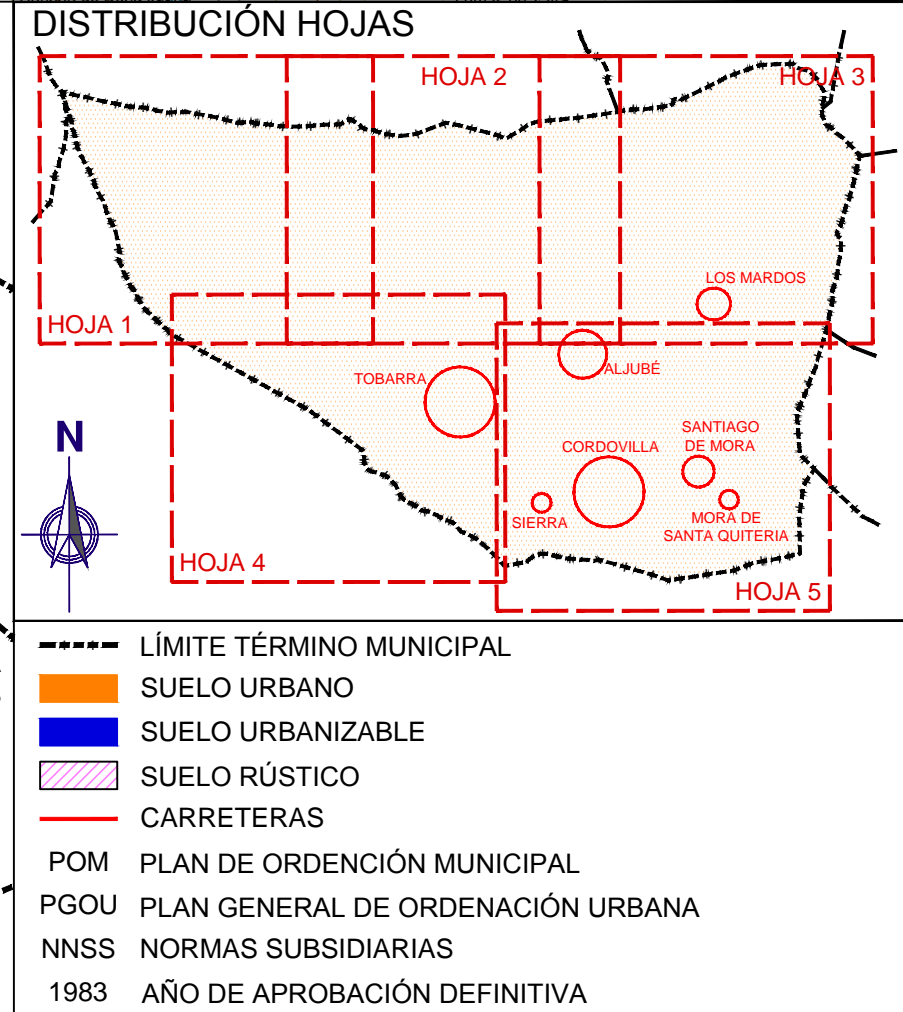 DISTRIBUCIÓN HOJAS
HOJA 2
HOJA 3
LOS MARDOS
HOJA 1
ALJUBÉ
TOBARRA
SANTIAGO
DE MORA
CORDOVILLA
N
SIERRA
MORA DE
SANTA QUITERIA
HOJA 4
HOJA 5
LÍMITE TÉRMINO MUNICIPAL
SUELO URBANO
SUELO URBANIZABLE
SUELO RÚSTICO
CARRETERAS
POM PLAN DE ORDENCIÓN MUNICIPAL
PGOU PLAN GENERAL DE ORDENACIÓN URBANA
NNSS NORMAS SUBSIDIARIAS
1983 AÑO DE APROBACIÓN DEFINITIVA